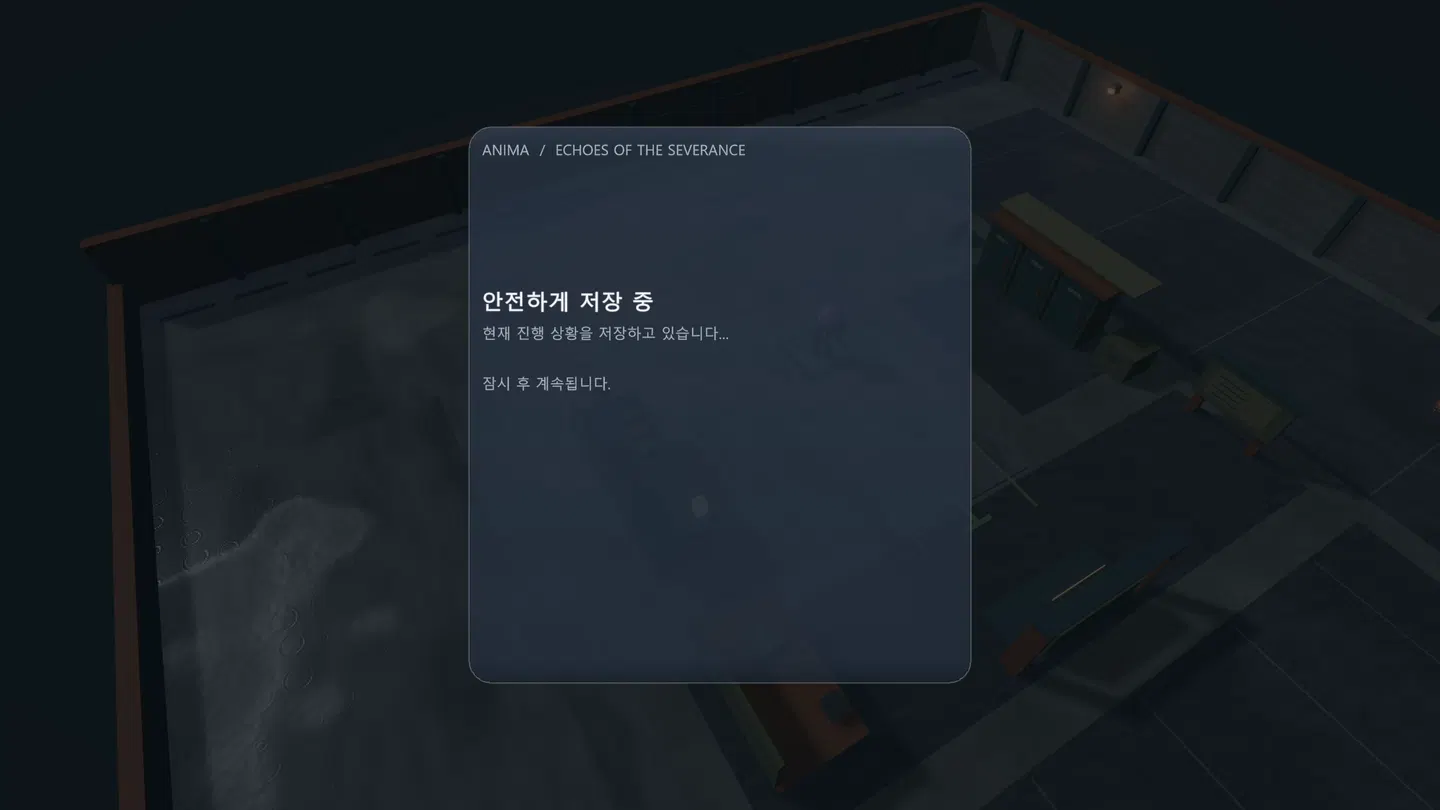 ANIMA / ECHOES OF THE SEVERANCE
안전하게 저장 중
현재 진행 상황을 저장하고 있습니다...
잠시 후 계속됩니다.